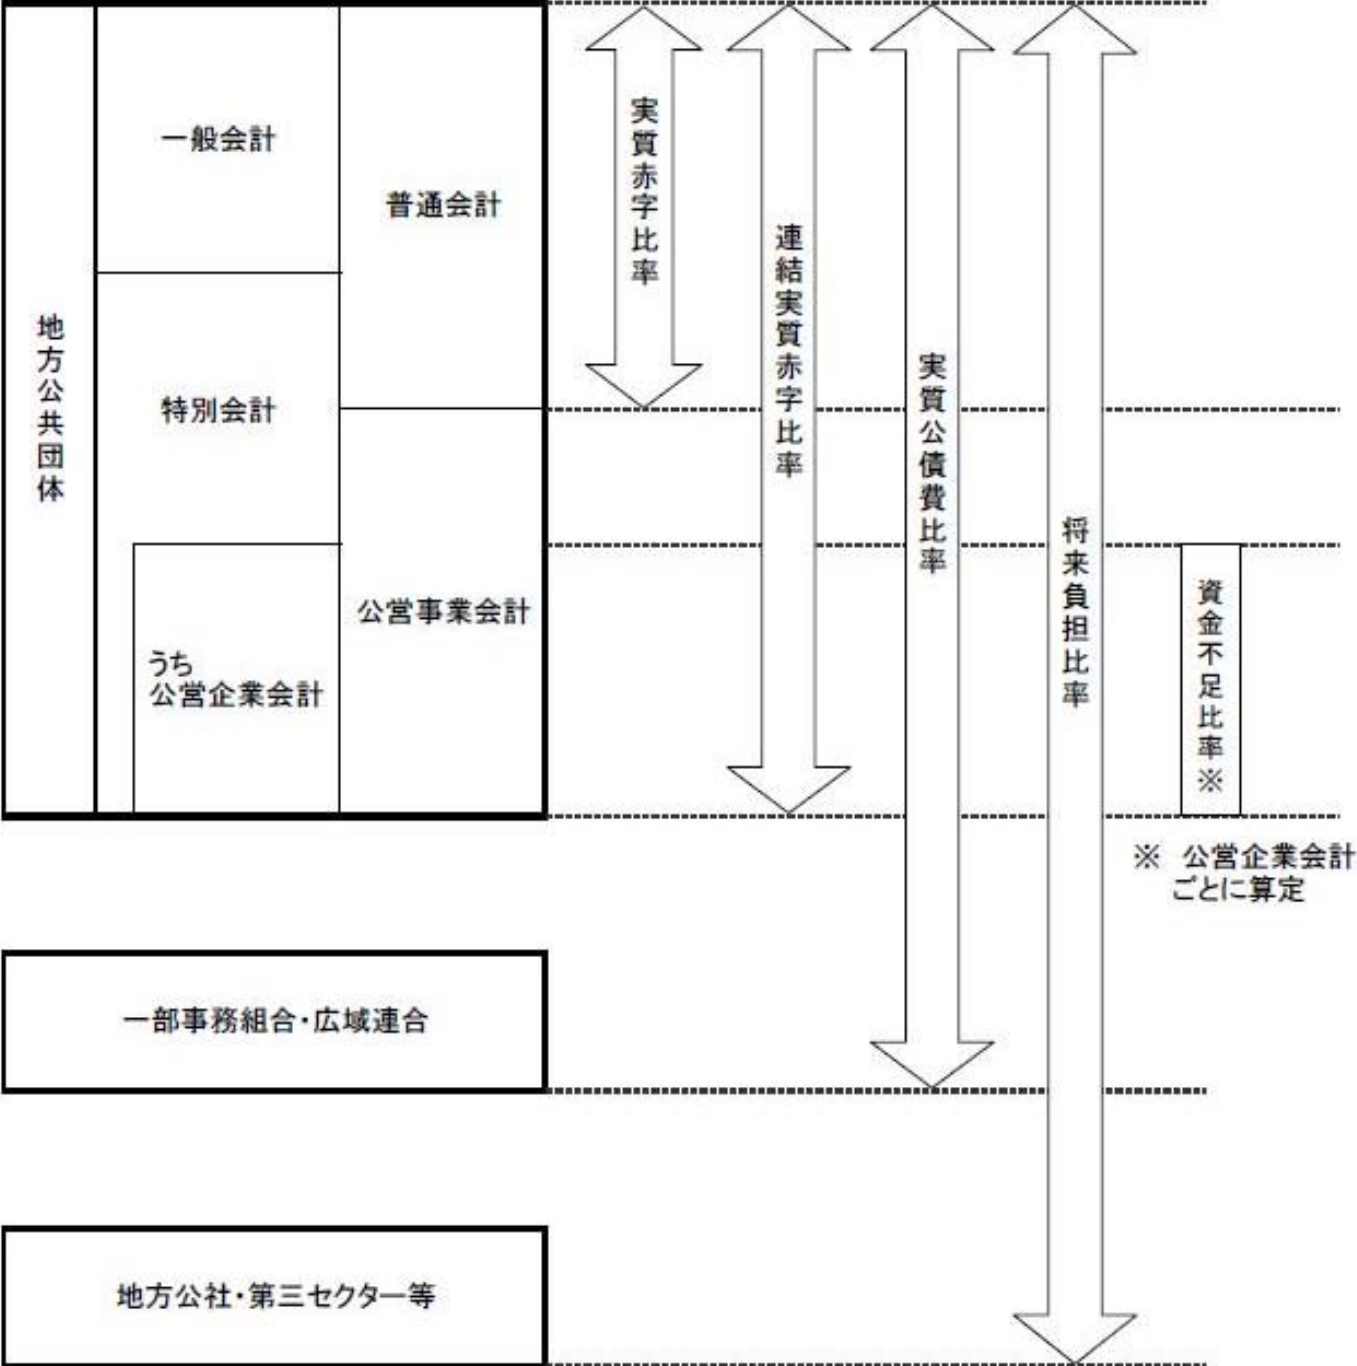 一般会計
普通会計
地方公共団体
特別会計
公営事業会計
うち
公営企業会計
実質赤字比率
連結実質赤字比率
実質公債費比率
将来負担比率
資金不足比率※
※ 公営企業会計
ごとに算定
一部事務組合・広域連合
地方公社・第三セクター等